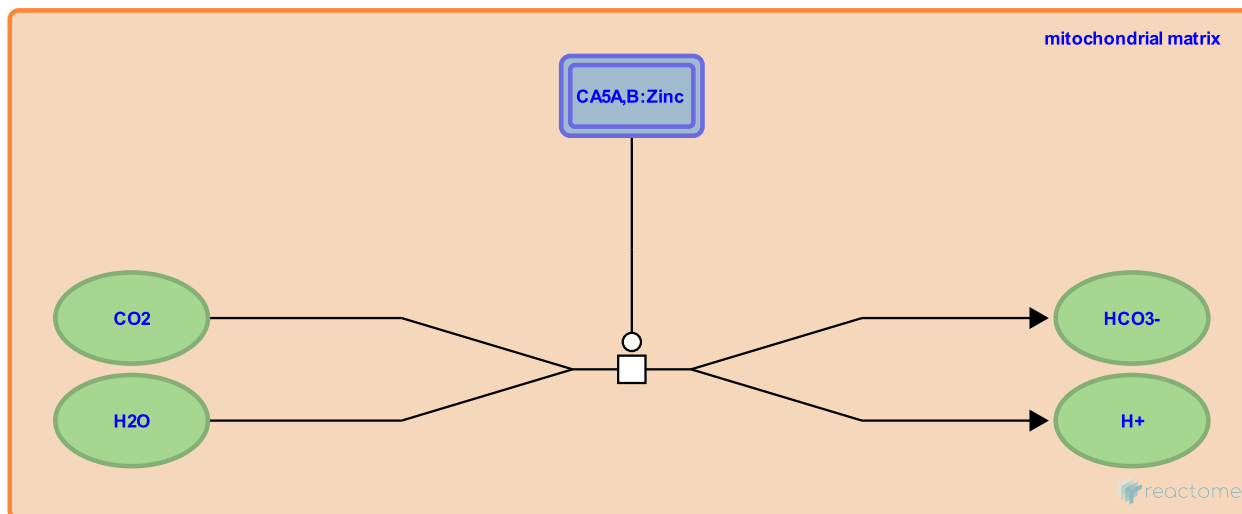 mitochondrial matrix
CA5A,B:Zinc
CO2
HCO3-
H2O
H+
reactome